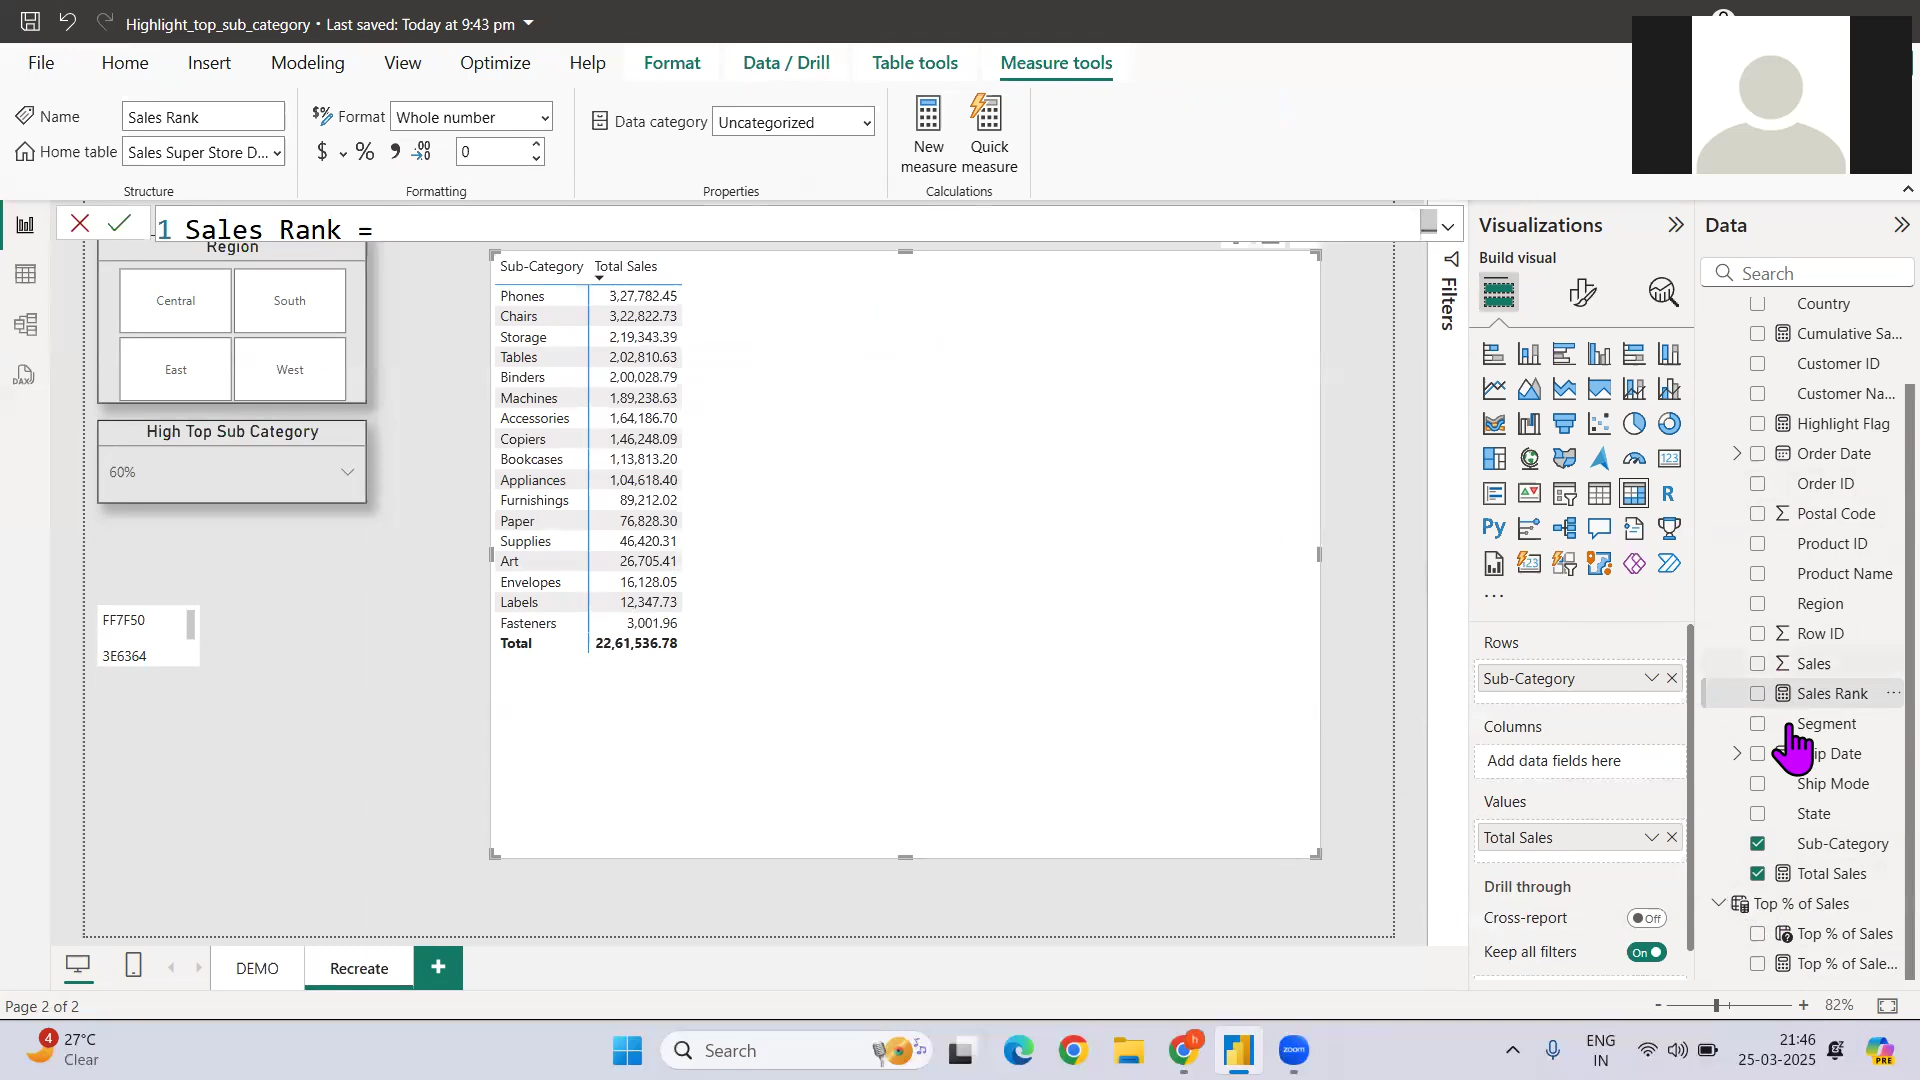 Highlight_top_sub_category • Last saved: Today at 9:43 pm
File Home Insert Modeling View Optimize Help Format Data / Drill Table tools Measure tools
Name Sales Rank
Home table Sales Super Store D...
Structure
Format Whole number
$ % 0
Formatting
Data category Uncategorized
Properties
New measure
Quick measure
Calculations
1 Sales Rank =
Region
Central South
East West
High Top Sub Category
60%
FF7F50
3E6364
Sub-Category Total Sales
Phones 3,27,782.45
Chairs 3,22,822.73
Storage 2,19,343.39
Tables 2,02,810.63
Binders 2,00,028.79
Machines 1,89,238.63
Accessories 1,64,186.70
Copiers 1,46,248.09
Bookcases 1,13,813.20
Appliances 1,04,618.40
Furnishings 89,212.02
Paper 76,828.30
Supplies 46,420.31
Art 26,705.41
Envelopes 16,128.05
Labels 12,347.73
Fasteners 3,001.96
Total 22,61,536.78
Filters
Visualizations
Build visual
R
Py
123
...
Rows
Sub-Category
Columns
Add data fields here
Values
Total Sales
Drill through
Cross-report Off
Keep all filters On
Data
Search
Country
Cumulative Sa...
Customer ID
Customer Na...
Highlight Flag
Order Date
Order ID
Postal Code
Product ID
Product Name
Region
Row ID
Sales
Sales Rank
Segment
Date
Ship Mode
State
Sub-Category
Total Sales
Top % of Sales
Top % of Sales
Top % of Sale...
DEMO Recreate
Page 2 of 2
82%
4 27°C
Clear
Search
zoom
ENG
IN
21:46
25-03-2025
PRE